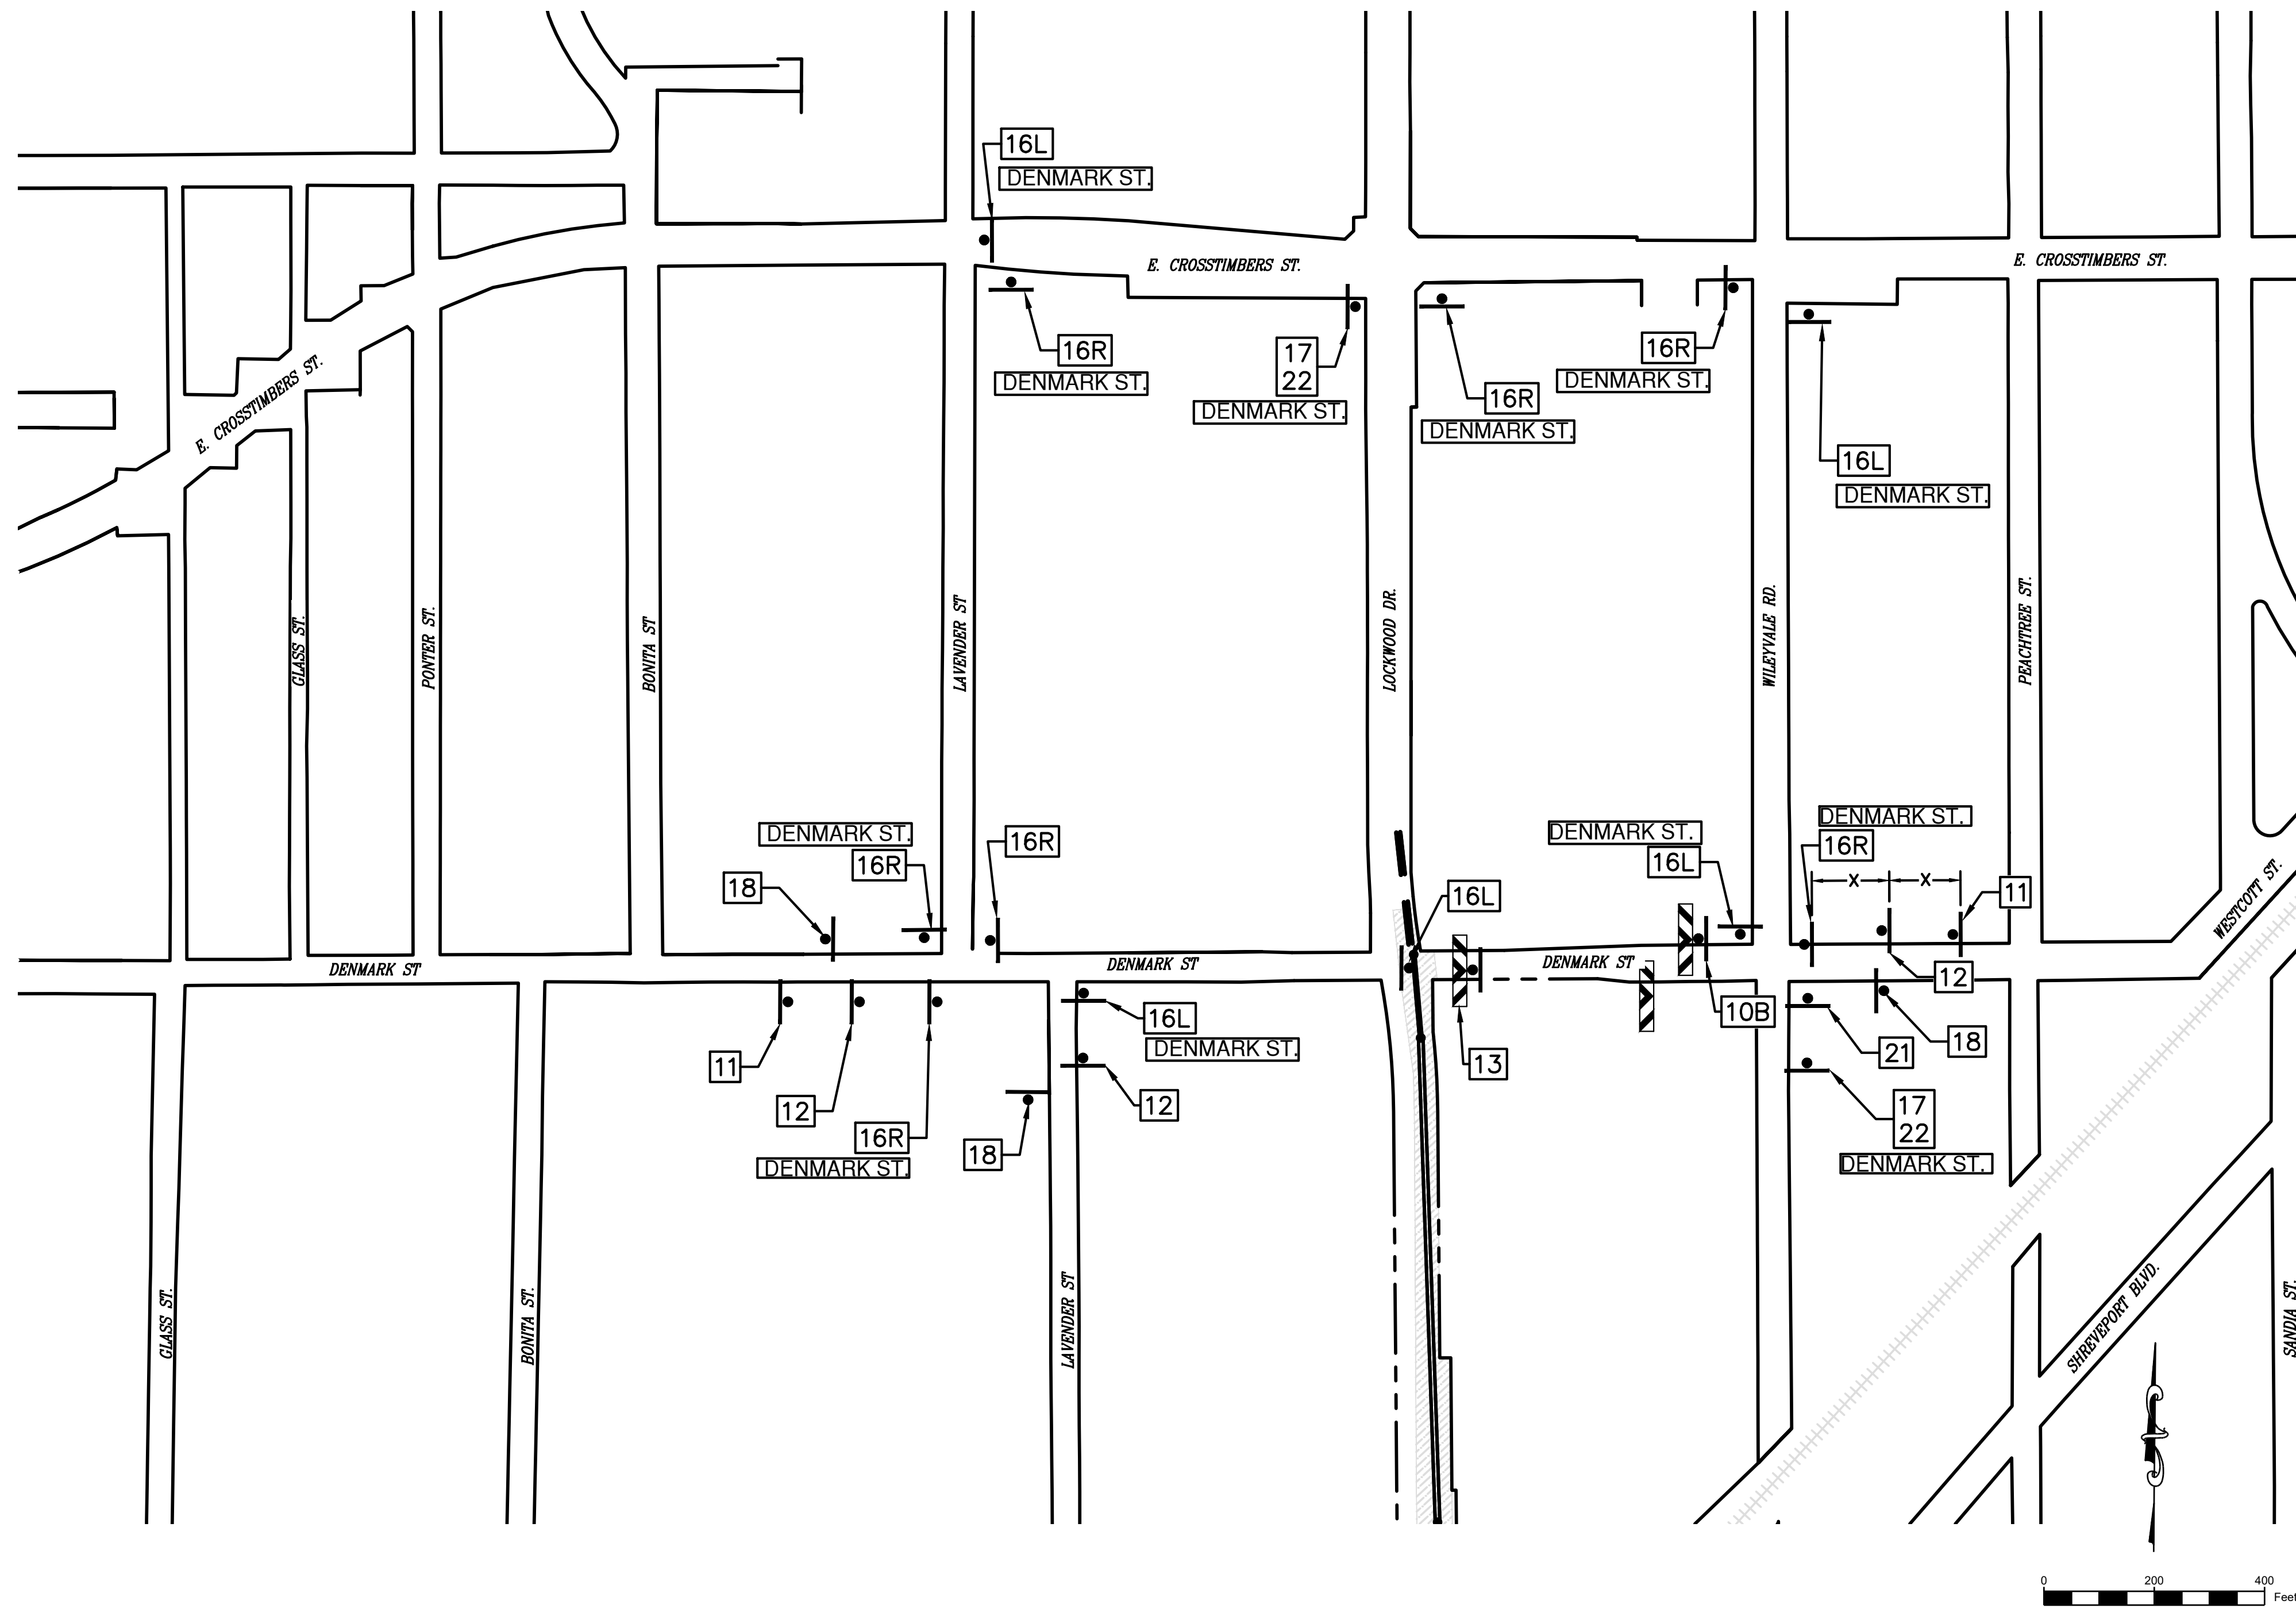 16L
DENMARK ST.
E. CROSSTIMBERS ST.
E. CROSSTIMBERS ST.
16R
DENMARK ST.
17
22
DENMARK ST.
16R
DENMARK ST.
16R
DENMARK ST.
16L
DENMARK ST.
E. CROSSTIMBERS ST.
GLASS ST.
PONTER ST.
BONITA ST
LAVENDER ST
LOCKWOOD DR.
WILEYVALE RD.
PEACHTREE ST.
DENMARK ST.
16R
18
16R
DENMARK ST.
16L
16L
DENMARK ST.
16R
X
X
11
WESTCOTT ST.
DENMARK ST
DENMARK ST
DENMARK ST
12
11
12
16R
DENMARK ST.
18
16L
DENMARK ST.
12
13
10B
21
18
17
22
DENMARK ST.
GLASS ST.
BONITA ST.
LAVENDER ST
SHREVEPORT BLVD.
SANDIA ST.
0
200
400
Feet